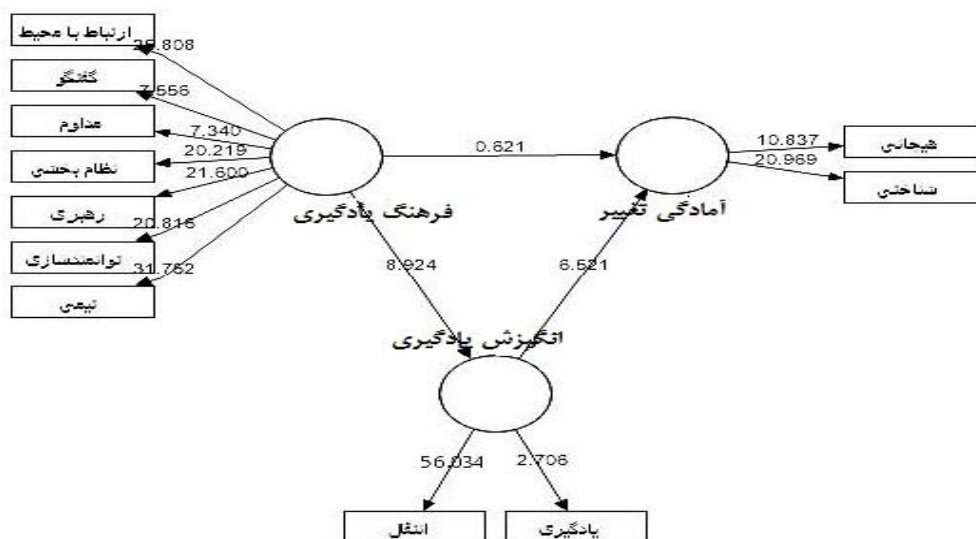 ارتباط با محیط
گفتگو
مداوم
نظام بخشی
رهبری
توانمندسازی
تیمی
25.808
7.556
7.340
20.219
21.600
20.816
31.752
فرهنگ یادگیری
0.621
آمادگی تغییر
10.837
20.969
هیجانی
شناختی
8.924
6.521
انگیزش یادگیری
56.034
2.706
انتقال
یادگیری